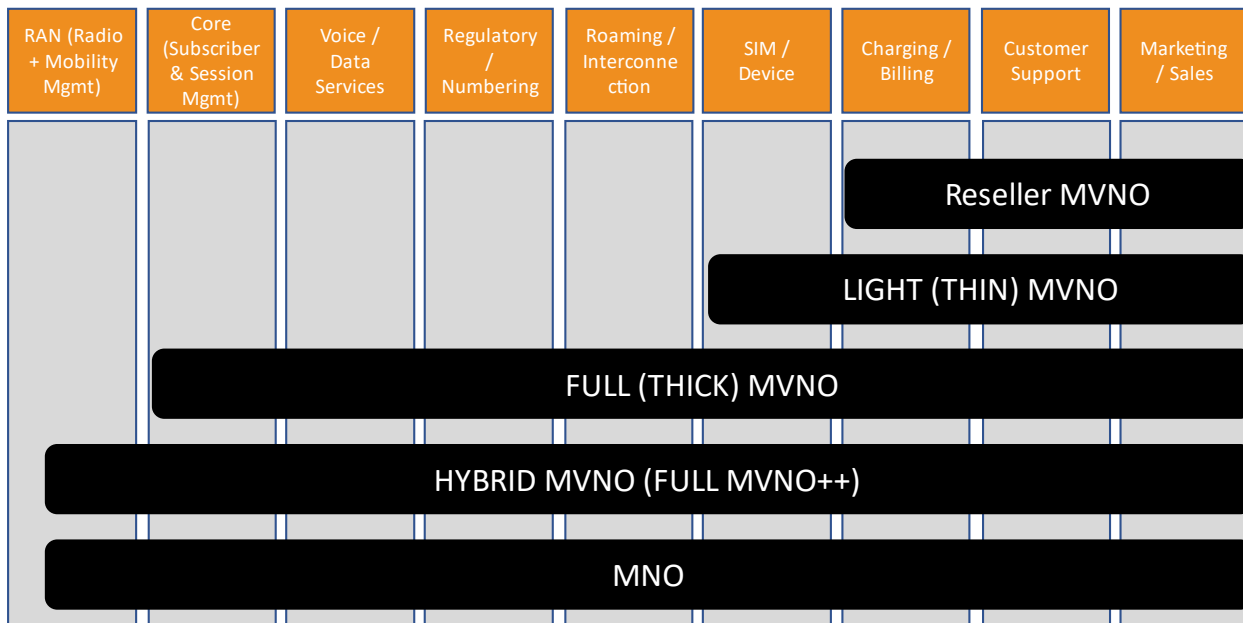 RAN (Radio
+ Mobility
Mgmt)
Core
(Subscriber
& Session
Mgmt)
Voice /
Data
Services
Regulatory
/
Numbering
Roaming /
Interconne
ction
SIM /
Device
Charging /
Billing
Customer
Support
Marketing
/ Sales
Reseller MVNO
LIGHT (THIN) MVNO
FULL (THICK) MVNO
HYBRID MVNO (FULL MVNO++)
MNO